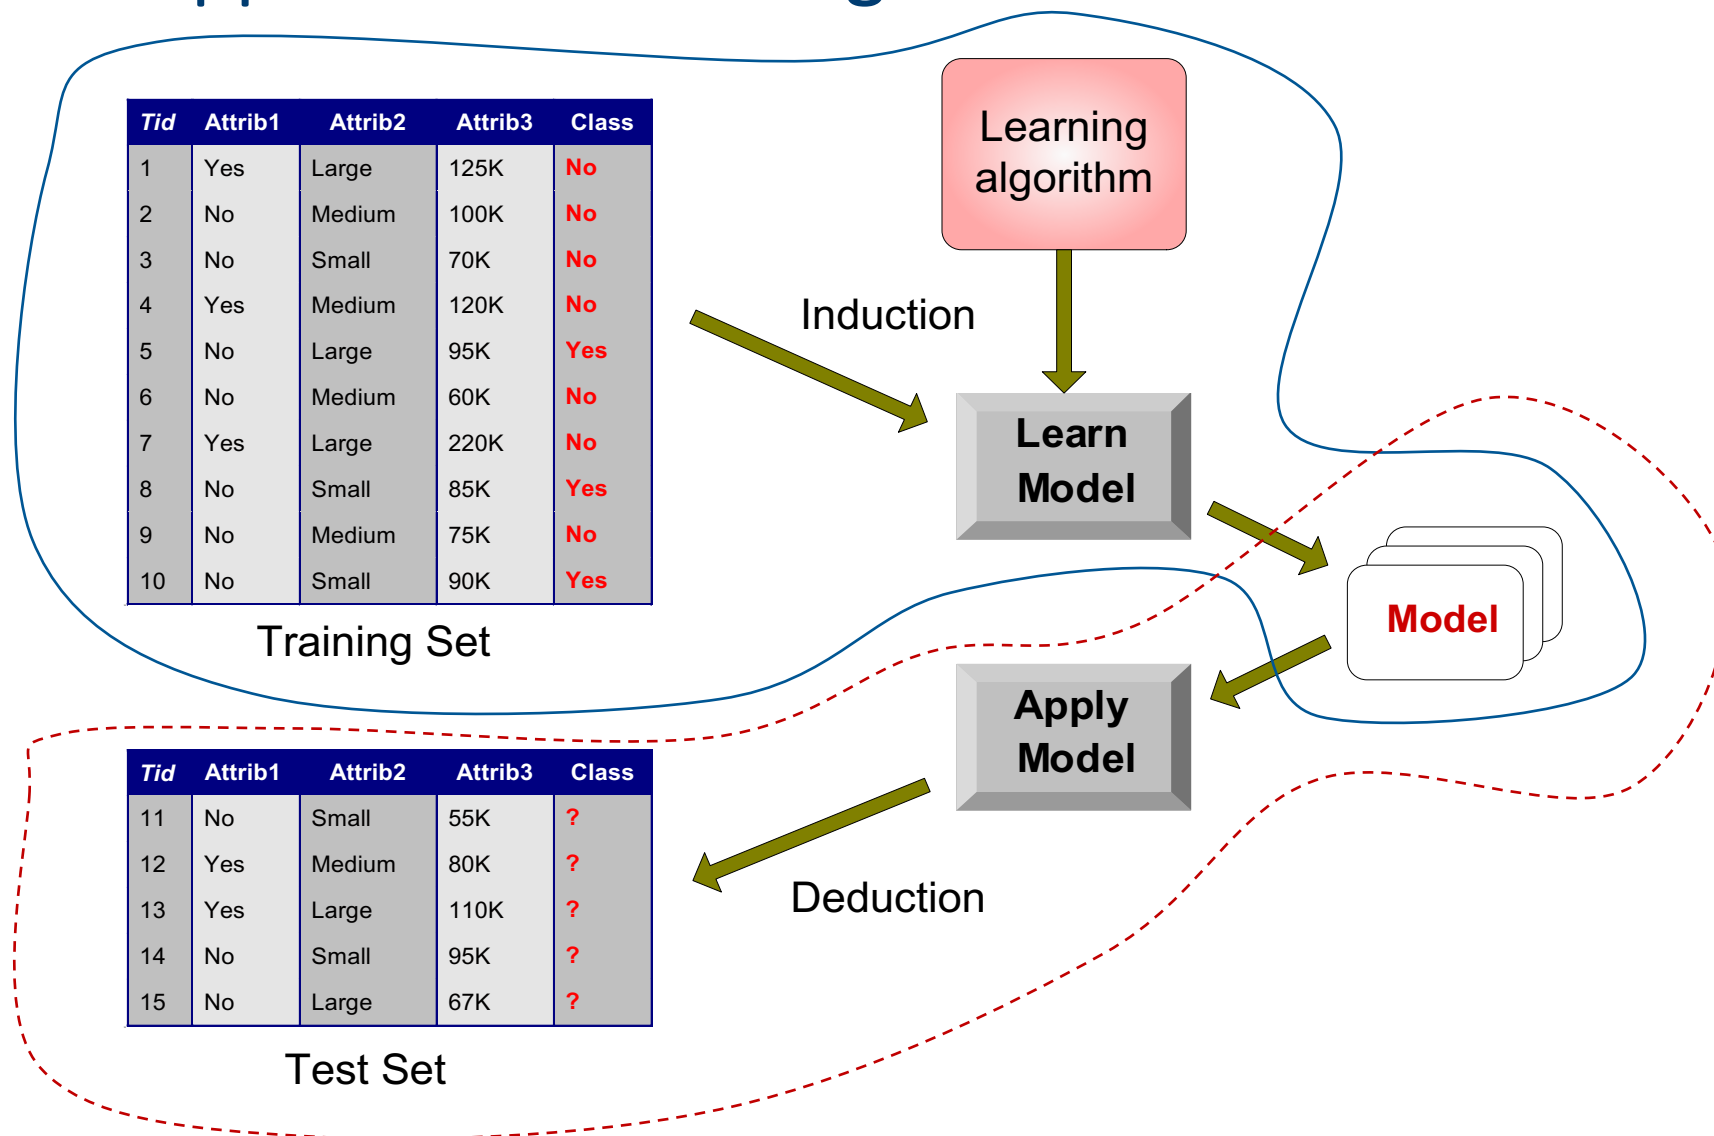 Tid Attrib1 Attrib2 Attrib3 Class
1 Yes Large 125K No
2 No Medium 100K No
3 No Small 70K No
4 Yes Medium 120K No
5 No Large 95K Yes
6 No Medium 60K No
7 Yes Large 220K No
8 No Small 85K Yes
9 No Medium 75K No
10 No Small 90K Yes
Training Set
Learning
algorithm
Induction
Learn
Model
Model
Apply
Model
Deduction
Tid Attrib1 Attrib2 Attrib3 Class
11 No Small 55K ?
12 Yes Medium 80K ?
13 Yes Large 110K ?
14 No Small 95K ?
15 No Large 67K ?
Test Set